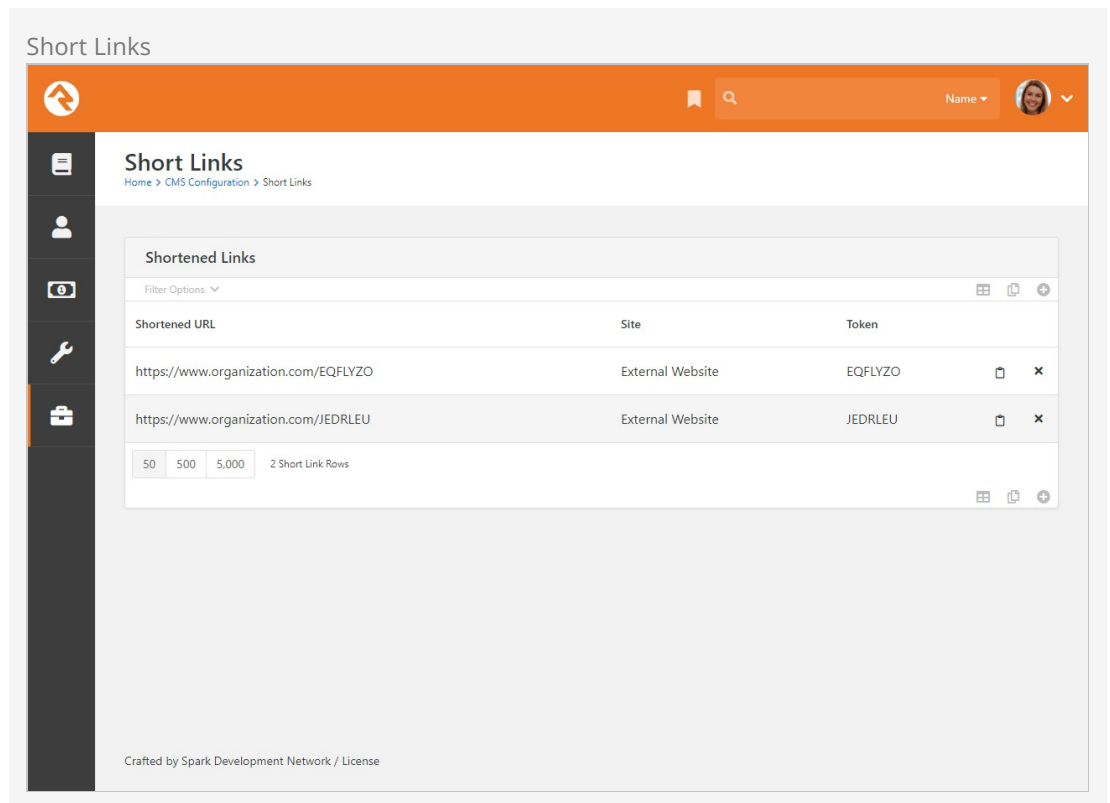 Short Links
Name
Short Links
Home > CMS Configuration > Short Links
Shortened Links
Filter Options
Shortened URL Site Token
https://www.organization.com/EQFLYZO External Website EQFLYZO
https://www.organization.com/JEDRLEU External Website JEDRLEU
50 500 5,000 2 Short Link Rows
Crafted by Spark Development Network / License